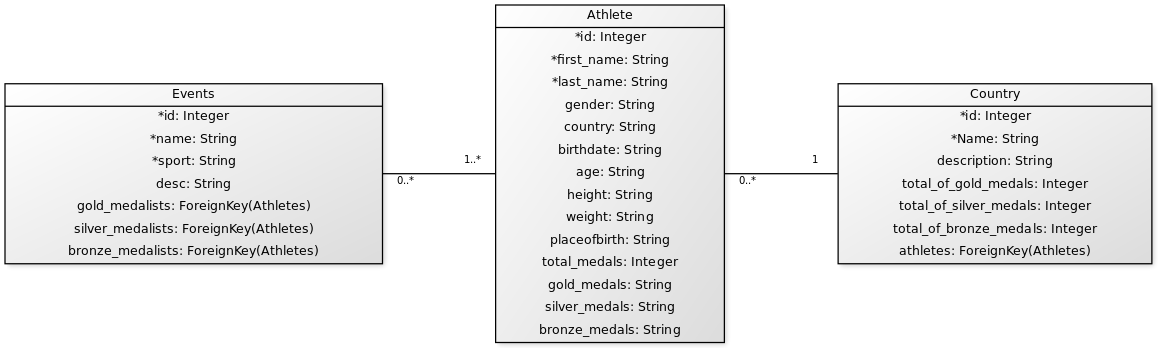 Events
*id: Integer
*name: String
*sport: String
desc: String
gold_medalists: ForeignKey(Athletes)
silver_medalists: ForeignKey(Athletes)
bronze_medalists: ForeignKey(Athletes)
1..*
0..*
Athlete
*id: Integer
*first_name: String
*last_name: String
gender: String
country: String
birthdate: String
age: String
height: String
weight: String
placeofbirth: String
total_medals: Integer
gold_medals: String
silver_medals: String
bronze_medals: String
1
0..*
Country
*id: Integer
*Name: String
description: String
total_of_gold_medals: Integer
total_of_silver_medals: Integer
total_of_bronze_medals: Integer
athletes: ForeignKey(Athletes)